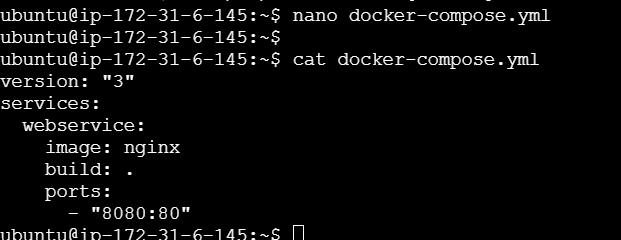 ubuntu@ip-172-31-6-145:~$ nano docker-compose.yml
ubuntu@ip-172-31-6-145:~$
ubuntu@ip-172-31-6-145:~$ cat docker-compose.yml
version: "3"
services:
  webservice:
    image: nginx
    build: .
    ports:
      - "8080:80"
ubuntu@ip-172-31-6-145:~$